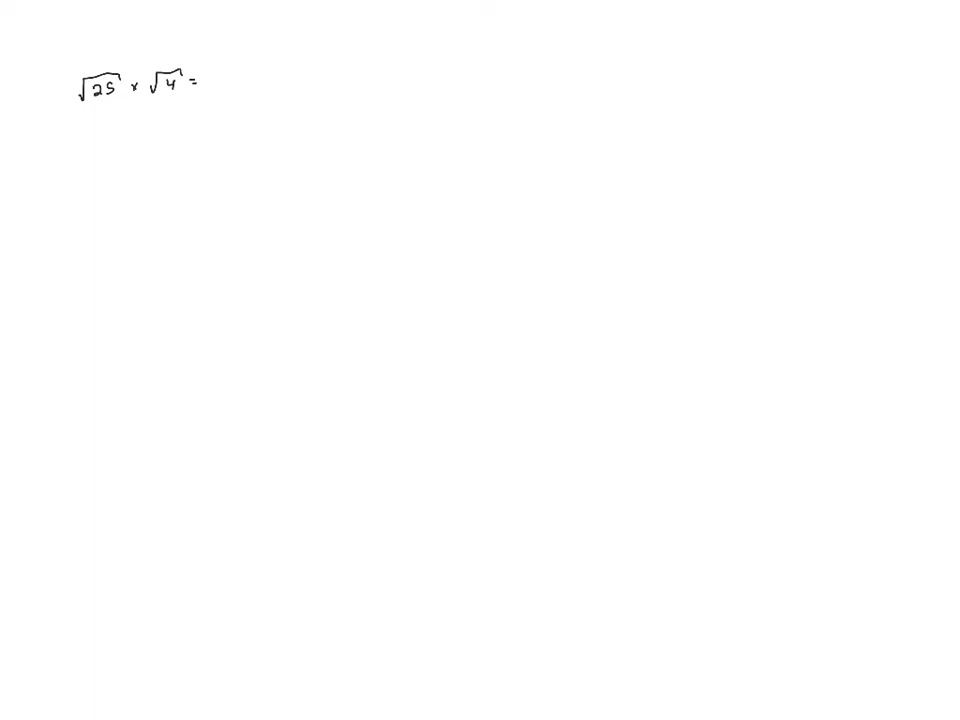 √25 × √4 =